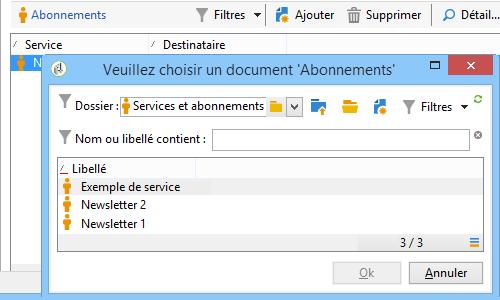 Abonnements Filtres Ajouter Supprimer Détail...
Service Destinataire
N
Veuillez choisir un document 'Abonnements'
Dossier : Services et abonnements Filtres
Nom ou libellé contient :
Libellé
Exemple de service
Newsletter 2
Newsletter 1
3 / 3
Ok Annuler